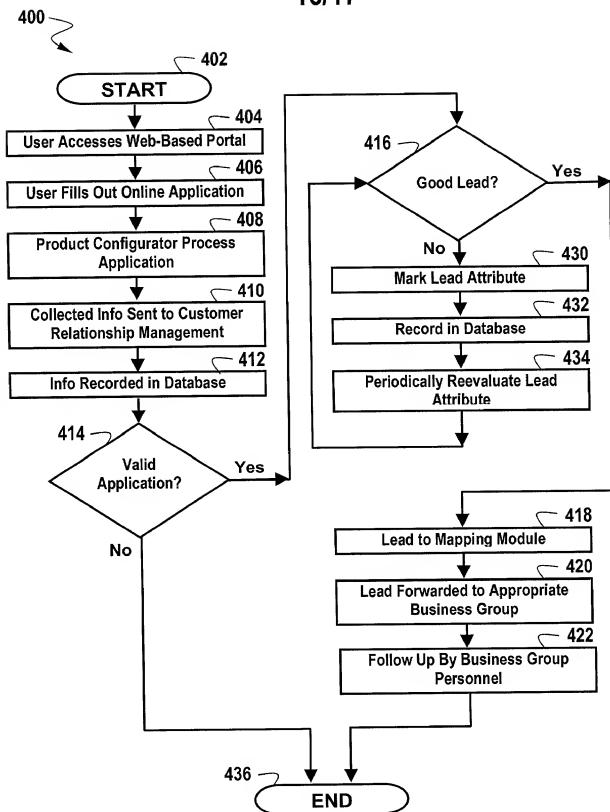 400
402
START
404
User Accesses Web-Based Portal
406
User Fills Out Online Application
408
Product Configurator Process
Application
410
Collected Info Sent to Customer
Relationship Management
412
Info Recorded in Database
414
Valid
Application?
Yes
No
416
Good Lead?
Yes
No
430
Mark Lead Attribute
432
Record in Database
434
Periodically Reevaluate Lead
Attribute
418
Lead to Mapping Module
420
Lead Forwarded to Appropriate
Business Group
422
Follow Up By Business Group
Personnel
436
END